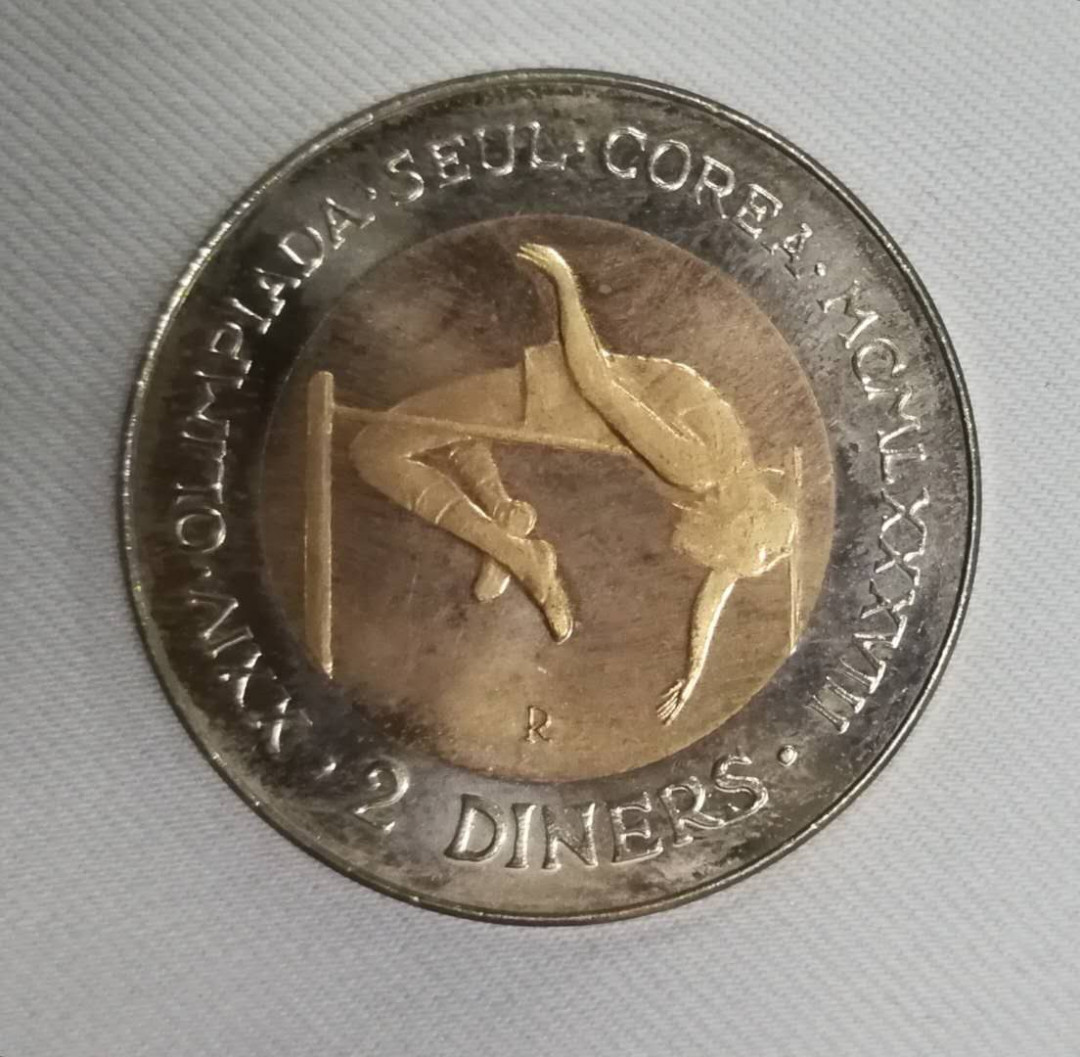 XXIV·OLIMPIADA·SEUL·COREA·MCMLXXXVIII
·2 DINERS·
R